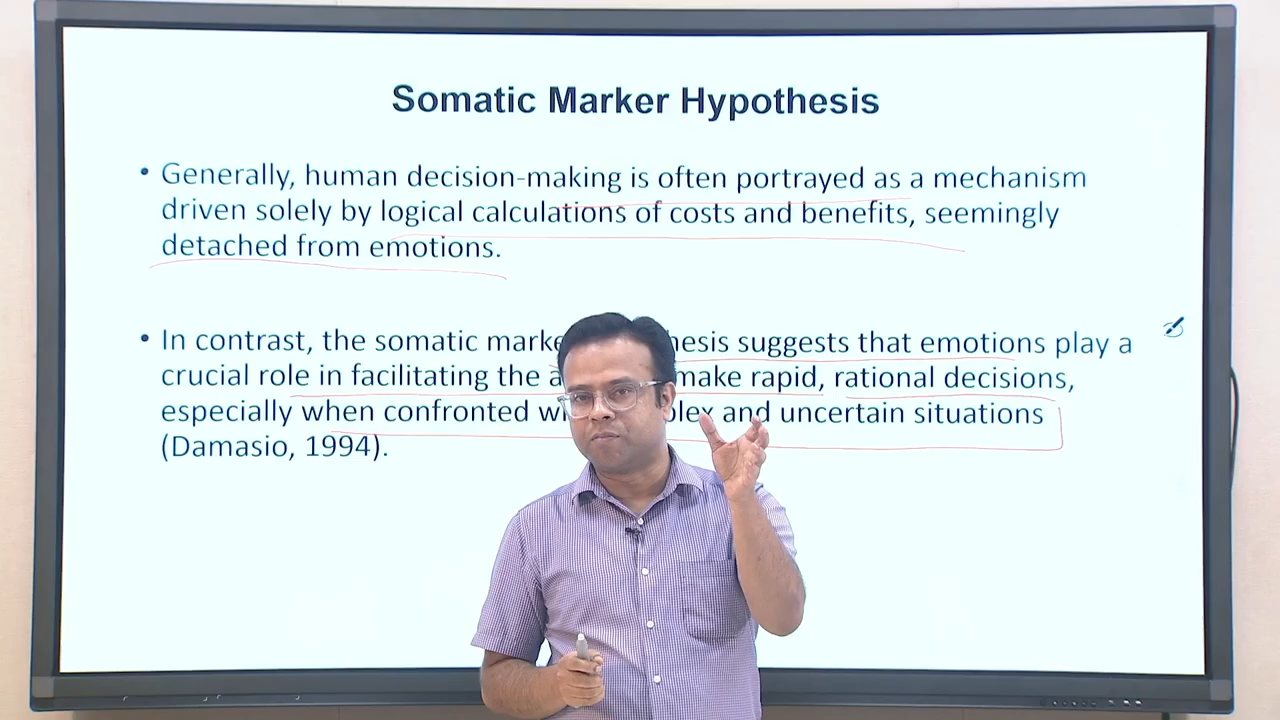 Somatic Marker Hypothesis
• Generally, human decision-making is often portrayed as a mechanism
driven solely by logical calculations of costs and benefits, seemingly
detached from emotions.
• In contrast, the somatic marke esis suggests that emotions play a
crucial role in facilitating the a make rapid, rational decisions,
especially when confronted wi plex and uncertain situations
(Damasio, 1994).